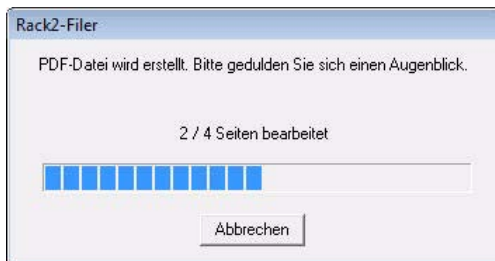 Rack2-Filer
PDF-Datei wird erstellt. Bitte gedulden Sie sich einen Augenblick.
2 / 4 Seiten bearbeitet
Abbrechen